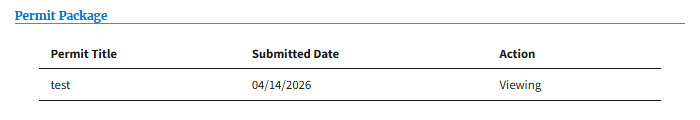 Permit Package
Permit Title Submitted Date Action
test 04/14/2026 Viewing